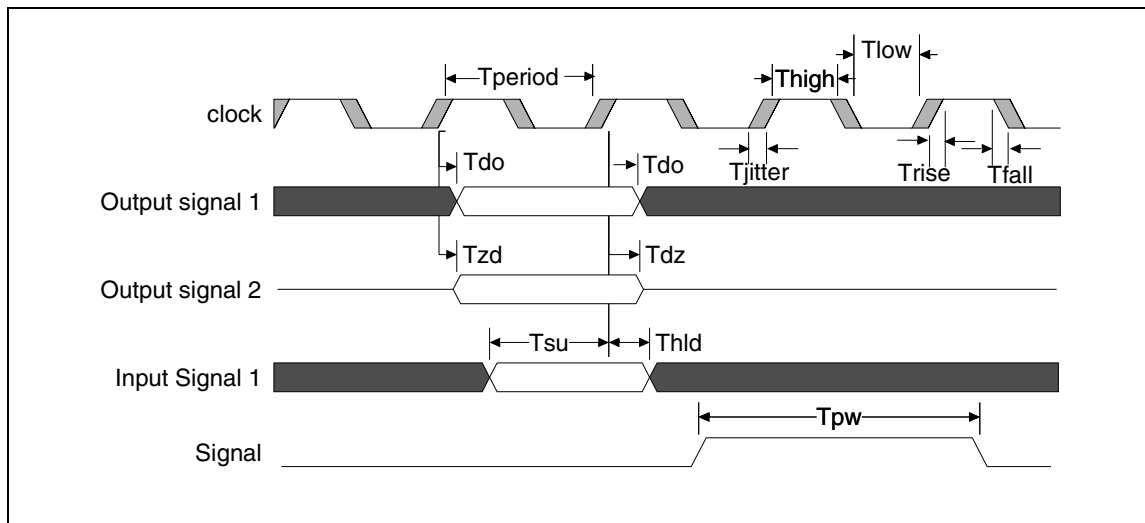 Tlow
Tperiod
Thigh
clock
Tdo
Tdo
Tjitter
Trise
Tfall
Output signal 1
Tzd
Tdz
Output signal 2
Tsu
Thld
Input Signal 1
Tpw
Signal